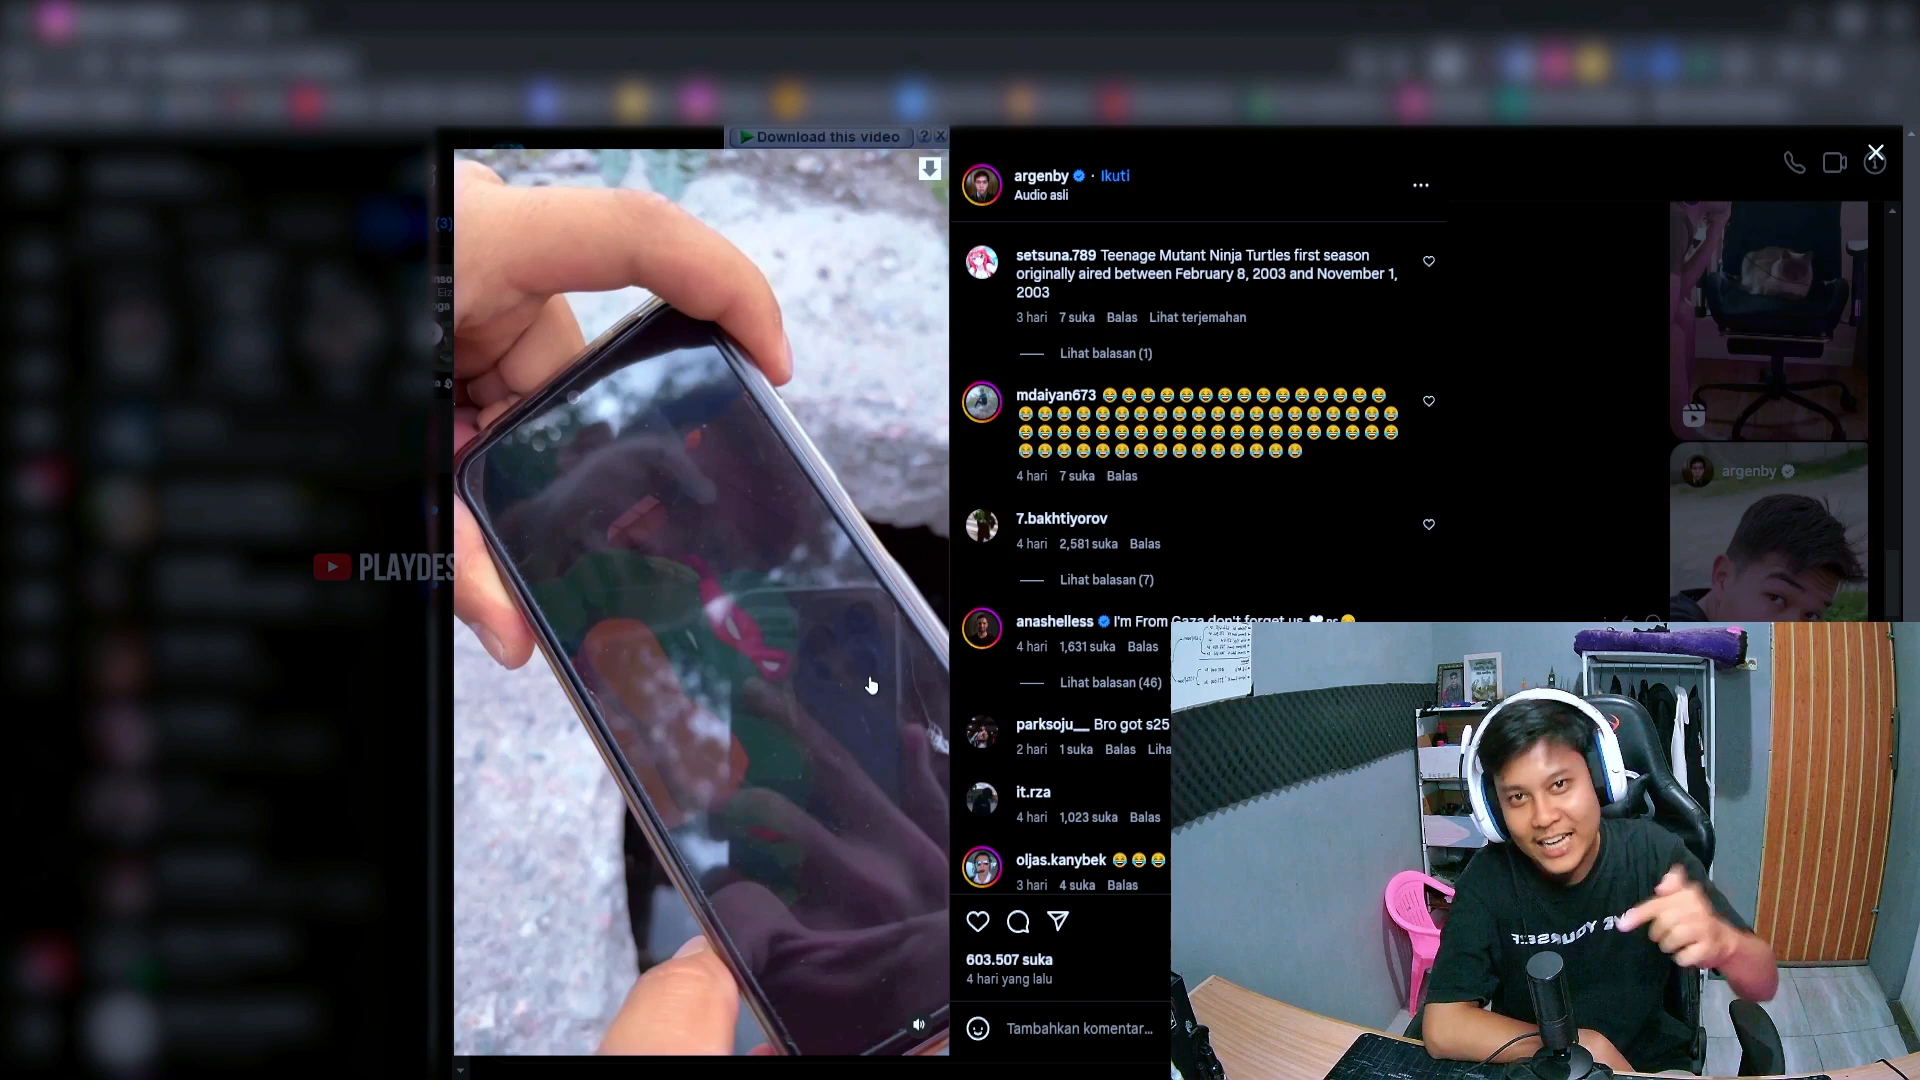 Download this video
?
X
argenby · Ikuti
Audio asli
(3)
setsuna.789 Teenage Mutant Ninja Turtles first season
originally aired between February 8, 2003 and November 1,
2003
3 hari 7 suka Balas Lihat terjemahan
Lihat balasan (1)
mdaiyan673 😂😂😂😂😂😂😂😂😂😂😂😂😂😂😂
😂😂😂😂😂😂😂😂😂😂😂😂😂😂😂😂😂😂😂😂
😂😂😂😂😂😂😂😂😂😂😂😂😂😂😂😂😂😂😂😂
😂😂😂😂😂😂😂😂😂😂😂😂😂😂😂
4 hari 7 suka Balas
argenby
7.bakhtiyorov
4 hari 2,581 suka Balas
Lihat balasan (7)
PLAYDES
anashelless I'm From Gaza don't forget us
4 hari 1,631 suka Balas
Lihat balasan (46)
parksoju__ Bro got s25
2 hari 1 suka Balas Liha
it.rza
4 hari 1,023 suka Balas
oljas.kanybek 😂😂😂
3 hari 4 suka Balas
603.507 suka
4 hari yang lalu
Tambahkan komentar...
YOURSELF